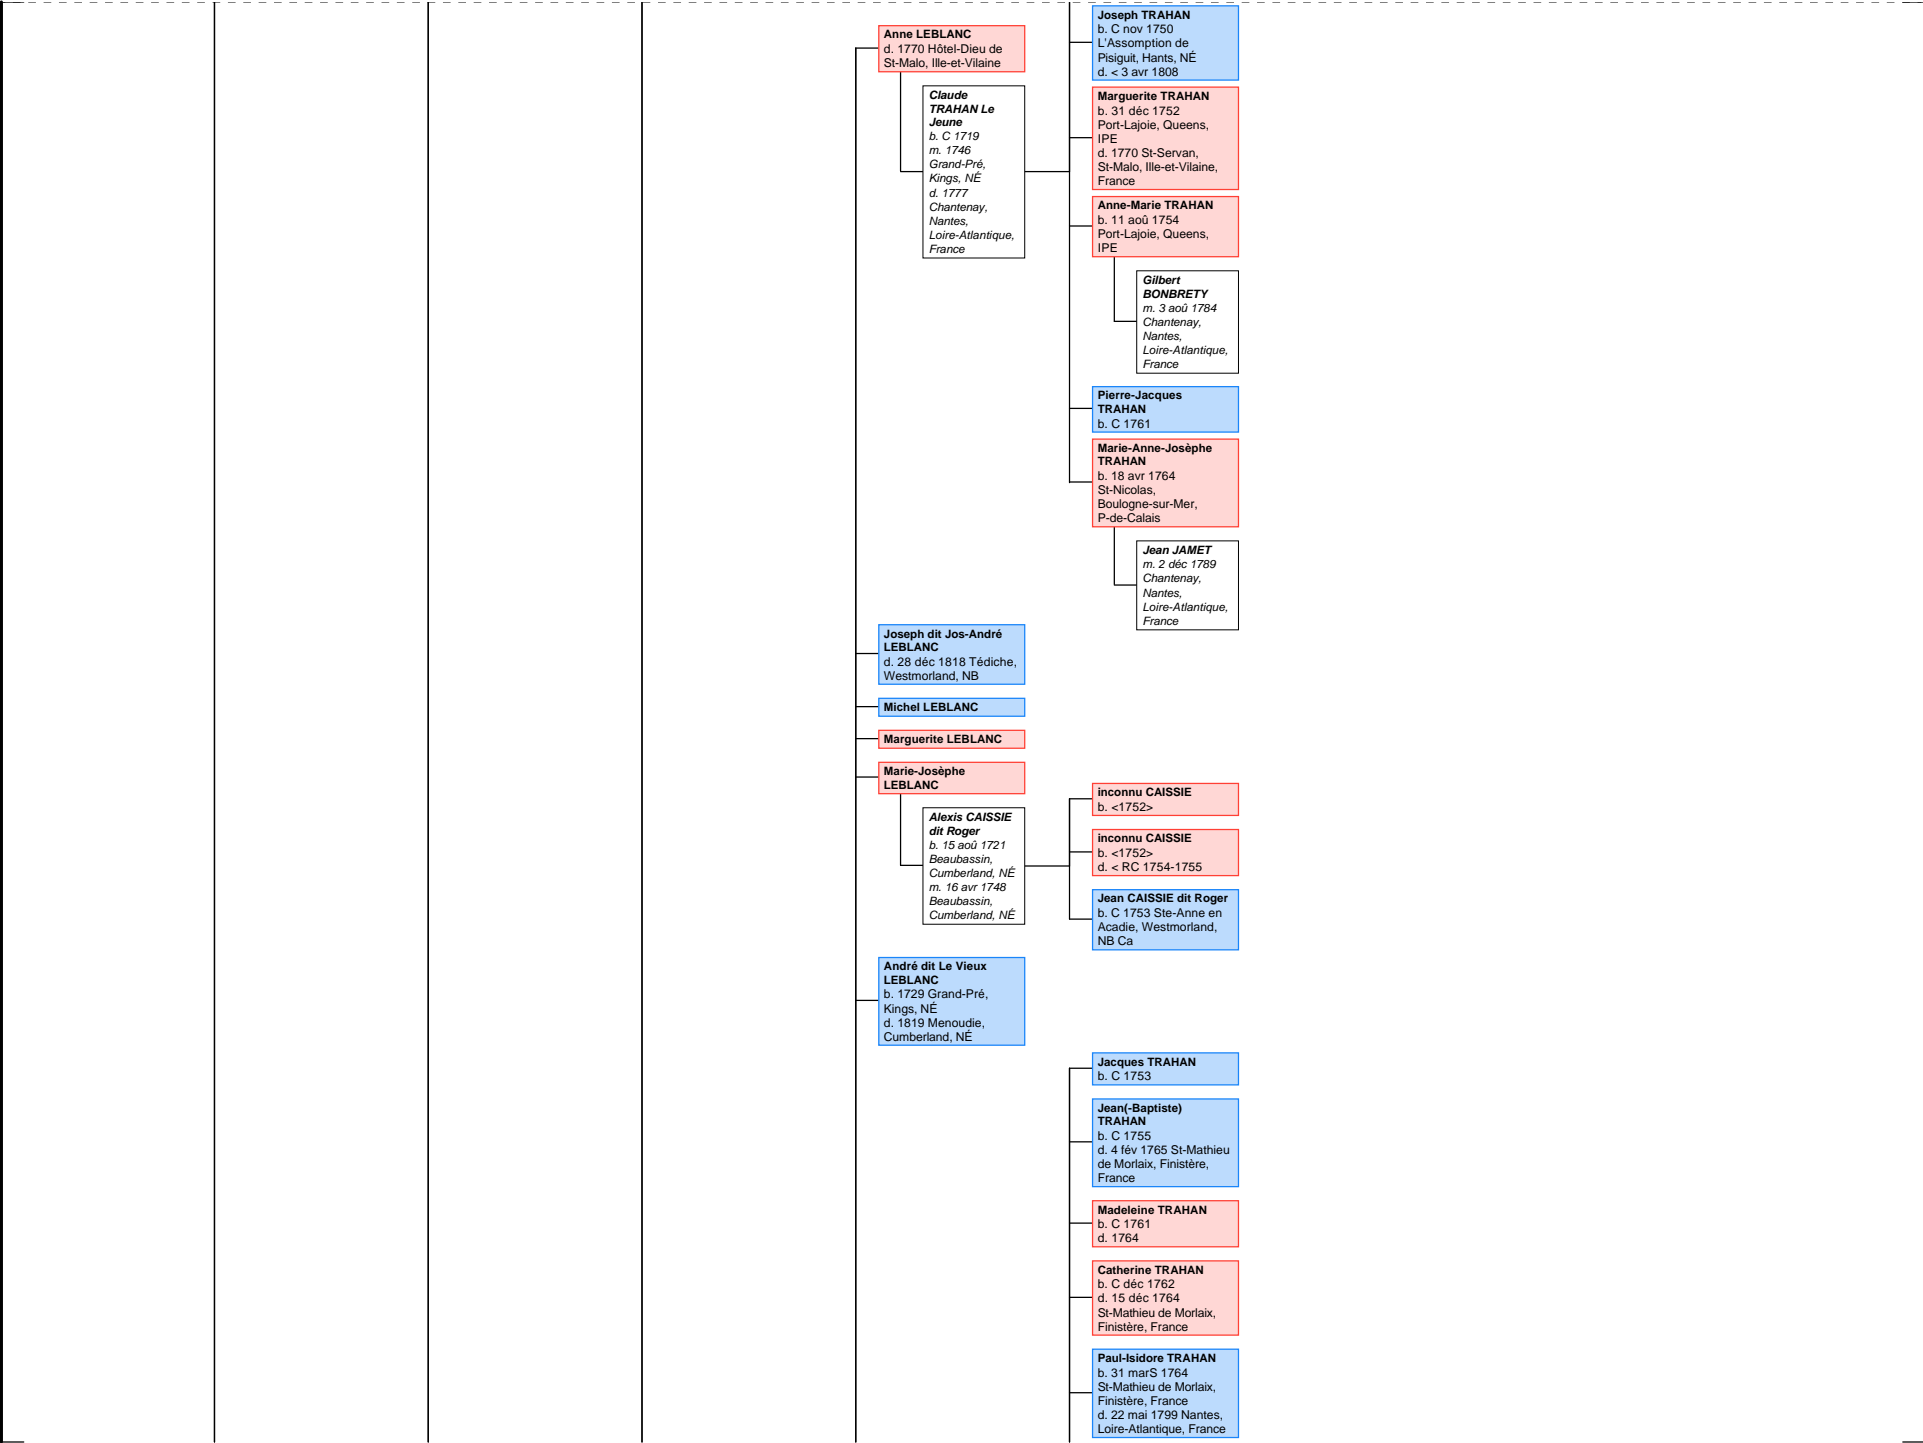 Anne LEBLANC
d. 1770 Hôtel-Dieu de
St-Malo, Ille-et-Vilaine
Claude
TRAHAN Le
Jeune
b. C 1719
m. 1746
Grand-Pré,
Kings, NÉ
d. 1777
Chantenay,
Nantes,
Loire-Atlantique,
France
Joseph TRAHAN
b. C nov 1750
L'Assomption de
Pisiguit, Hants, NÉ
d. < 3 avr 1808
Marguerite TRAHAN
b. 31 déc 1752
Port-Lajoie, Queens,
IPE
d. 1770 St-Servan,
St-Malo, Ille-et-Vilaine,
France
Anne-Marie TRAHAN
b. 11 aoû 1754
Port-Lajoie, Queens,
IPE
Gilbert
BONBRETY
m. 3 aoû 1784
Chantenay,
Nantes,
Loire-Atlantique,
France
Pierre-Jacques
TRAHAN
b. C 1761
Marie-Anne-Josèphe
TRAHAN
b. 18 avr 1764
St-Nicolas,
Boulogne-sur-Mer,
P-de-Calais
Jean JAMET
m. 2 déc 1789
Chantenay,
Nantes,
Loire-Atlantique,
France
Joseph dit Jos-André
LEBLANC
d. 28 déc 1818 Tédiche,
Westmorland, NB
Michel LEBLANC
Marguerite LEBLANC
Marie-Josèphe
LEBLANC
Alexis CAISSIE
dit Roger
b. 15 aoû 1721
Beaubassin,
Cumberland, NÉ
m. 16 avr 1748
Beaubassin,
Cumberland, NÉ
inconnu CAISSIE
b. <1752>
inconnu CAISSIE
b. <1752>
d. < RC 1754-1755
Jean CAISSIE dit Roger
b. C 1753 Ste-Anne en
Acadie, Westmorland,
NB Ca
André dit Le Vieux
LEBLANC
b. 1729 Grand-Pré,
Kings, NÉ
d. 1819 Menoudie,
Cumberland, NÉ
Jacques TRAHAN
b. C 1753
Jean(-Baptiste)
TRAHAN
b. C 1755
d. 4 fév 1765 St-Mathieu
de Morlaix, Finistère,
France
Madeleine TRAHAN
b. C 1761
d. 1764
Catherine TRAHAN
b. C déc 1762
d. 15 déc 1764
St-Mathieu de Morlaix,
Finistère, France
Paul-Isidore TRAHAN
b. 31 marS 1764
St-Mathieu de Morlaix,
Finistère, France
d. 22 mai 1799 Nantes,
Loire-Atlantique, France